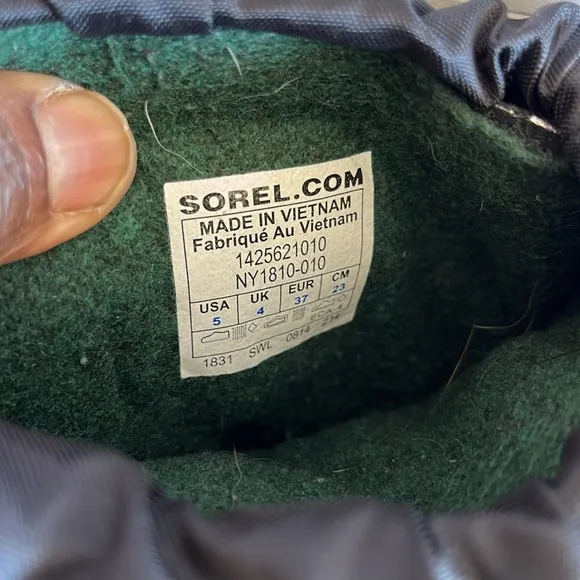 SOREL.COM
MADE IN VIETNAM
Fabriqué Au Vietnam
1425621010
NY1810-010
USA UK EUR CM
5 4 37 23
1831 SWL 0814